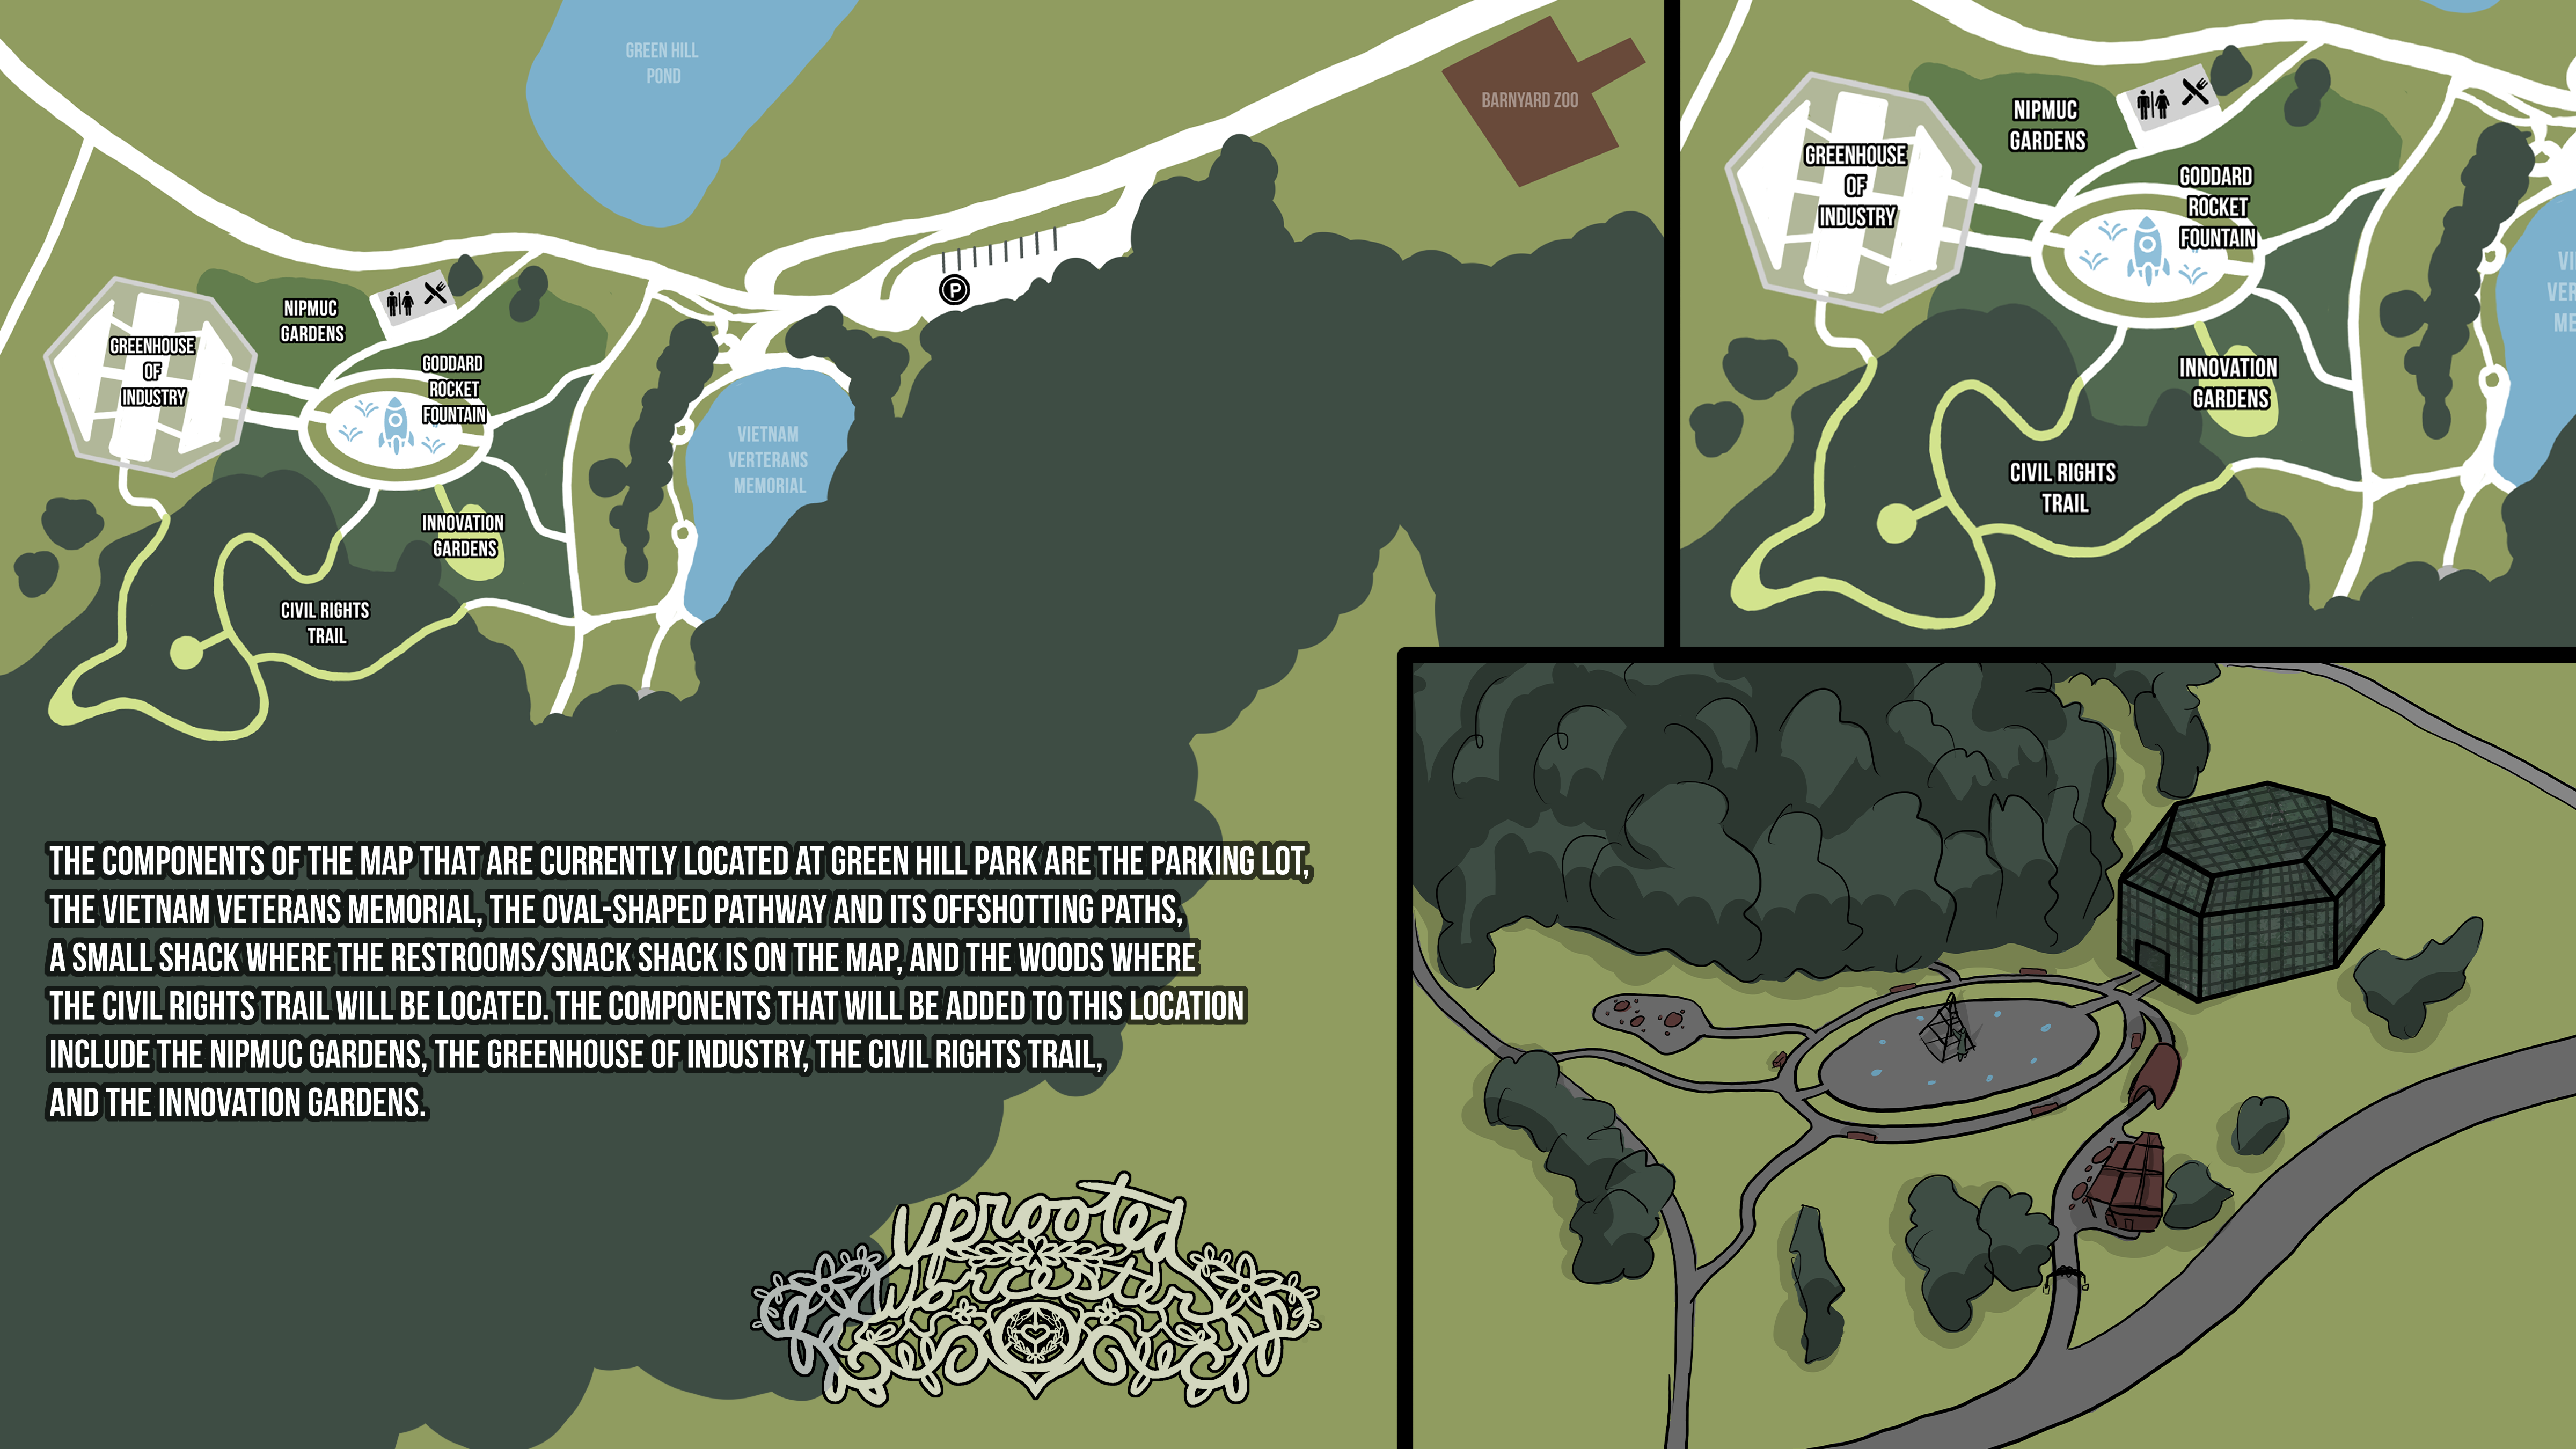 GREEN HILL
POND
BARNYARD ZOO
NIPMUC
GARDENS
GREENHOUSE
OF
INDUSTRY
GODDARD
ROCKET
FOUNTAIN
P
VIETNAM
VERTERANS
MEMORIAL
INNOVATION
GARDENS
CIVIL RIGHTS
TRAIL
NIPMUC
GARDENS
GREENHOUSE
OF
INDUSTRY
GODDARD
ROCKET
FOUNTAIN
VI
VER
ME
INNOVATION
GARDENS
CIVIL RIGHTS
TRAIL
THE COMPONENTS OF THE MAP THAT ARE CURRENTLY LOCATED AT GREEN HILL PARK ARE THE PARKING LOT,
THE VIETNAM VETERANS MEMORIAL, THE OVAL-SHAPED PATHWAY AND ITS OFFSHOTTING PATHS,
A SMALL SHACK WHERE THE RESTROOMS/SNACK SHACK IS ON THE MAP, AND THE WOODS WHERE
THE CIVIL RIGHTS TRAIL WILL BE LOCATED. THE COMPONENTS THAT WILL BE ADDED TO THIS LOCATION
INCLUDE THE NIPMUC GARDENS, THE GREENHOUSE OF INDUSTRY, THE CIVIL RIGHTS TRAIL,
AND THE INNOVATION GARDENS.
Uprooted
Worcester